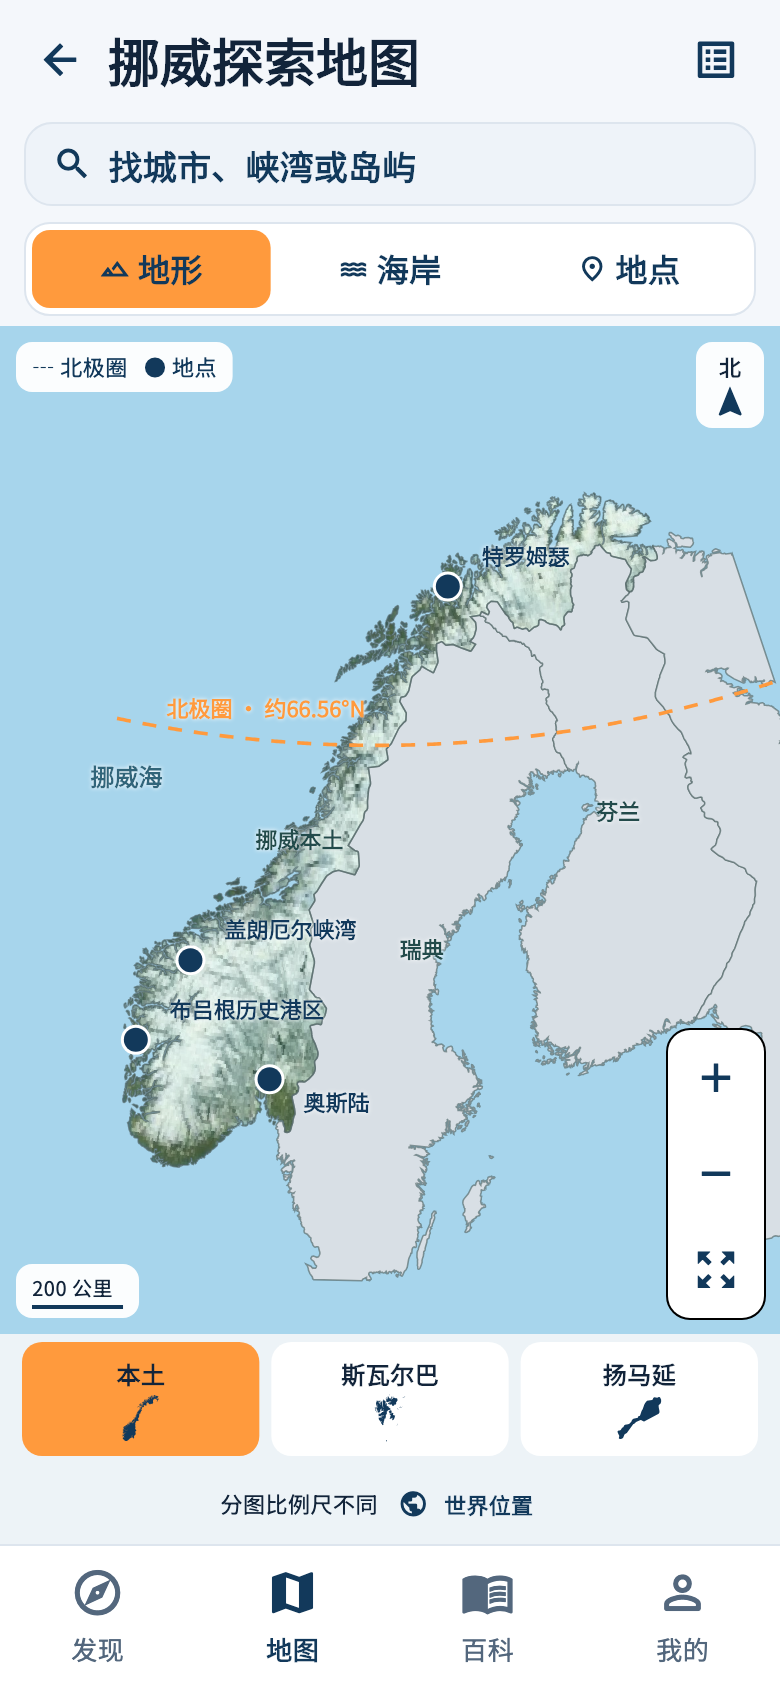 挪威探索地图
找城市、峡湾或岛屿
地形
海岸
地点
--- 北极圈
地点
北
特罗姆瑟
北极圈 · 约66.56°N
挪威海
芬兰
挪威本土
盖朗厄尔峡湾
瑞典
布吕根历史港区
奥斯陆
+
−
200 公里
本土
斯瓦尔巴
扬马延
分图比例尺不同
世界位置
发现
地图
百科
我的